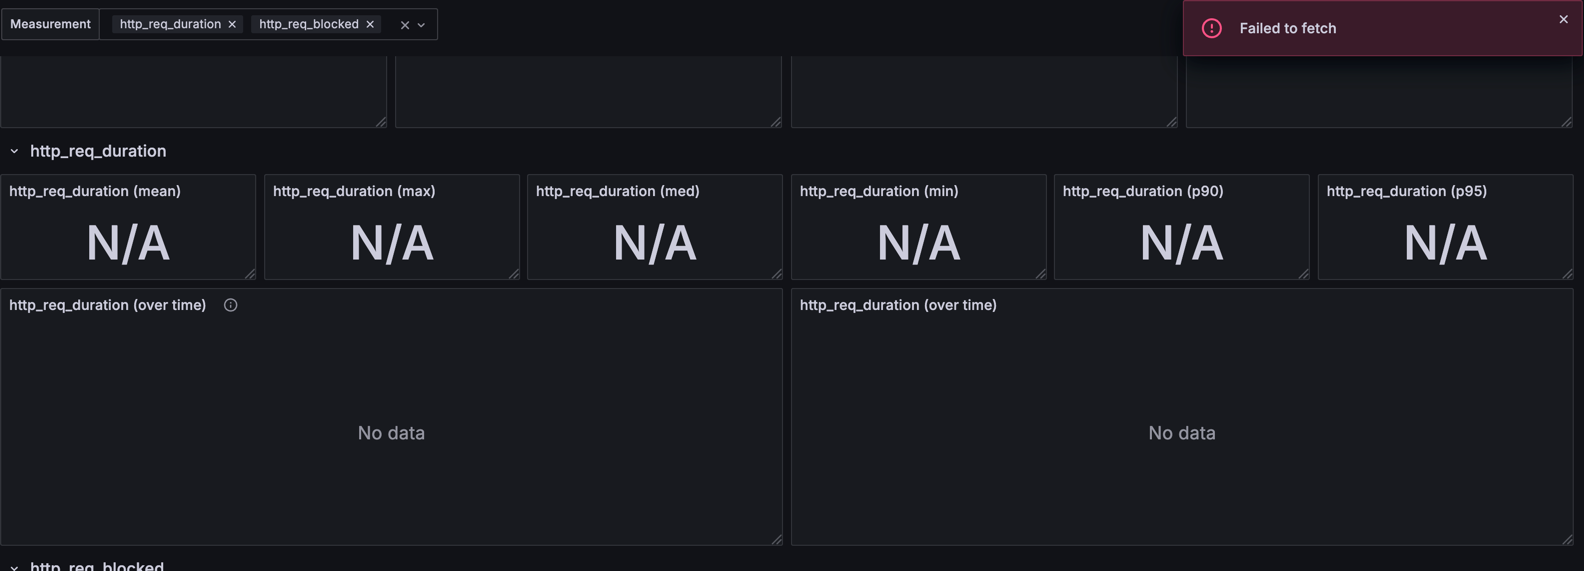 Measurement http_req_duration http_req_blocked
Failed to fetch
http_req_duration
http_req_duration (mean)
N/A
http_req_duration (max)
N/A
http_req_duration (med)
N/A
http_req_duration (min)
N/A
http_req_duration (p90)
N/A
http_req_duration (p95)
N/A
http_req_duration (over time)
No data
http_req_duration (over time)
No data
http_req_blocked